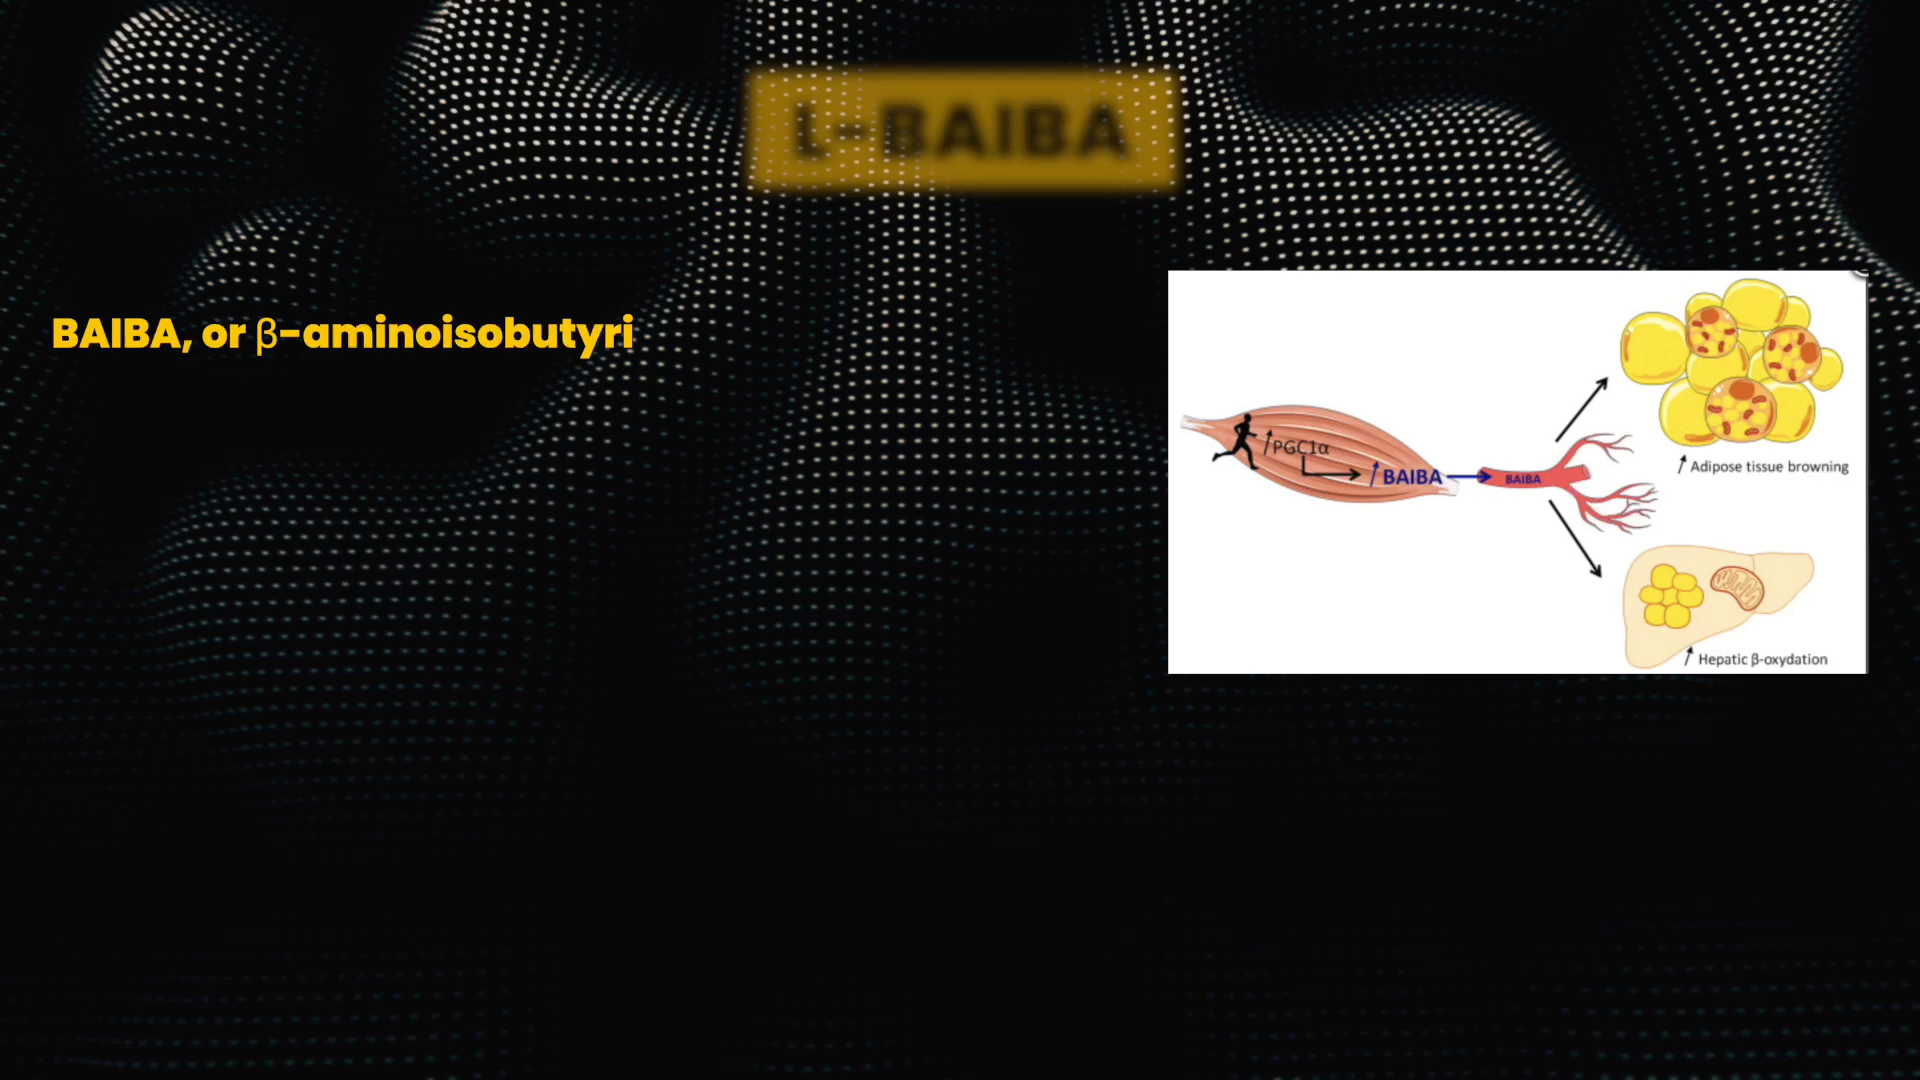 L-BAIBA
BAIBA, or β-aminoisobutyri
PGC1α
BAIBA
BAIBA
Adipose tissue browning
Hepatic β-oxydation